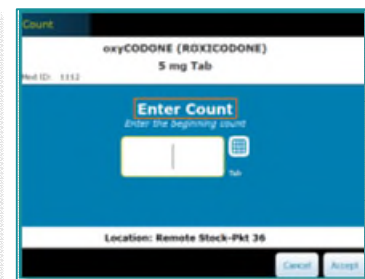 Count
oxyCODONE (ROXICODONE)
5 mg Tab
Med ID: 1112
Enter Count
Enter the beginning count
Tab
Location: Remote Stock-Pkt 36
Cancel Accept